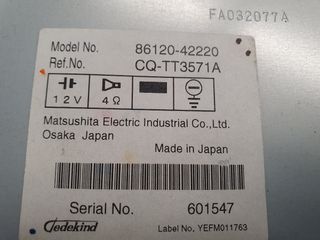 FA032077A
Model No. 86120-42220
Ref.No. CQ-TT3571A
12V 4Ω
Matsushita Electric Industrial Co.,Ltd.
Osaka Japan
Made in Japan
Serial No. 601547
Jedekind Label No. YEFM011763